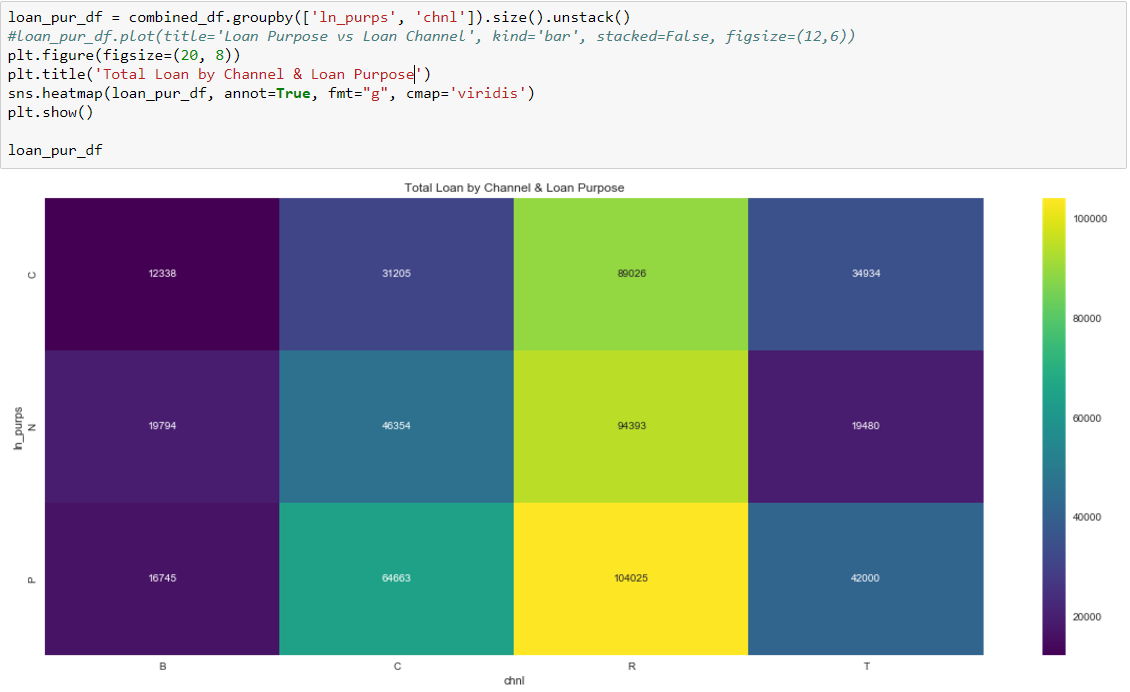 loan_pur_df = combined_df.groupby(['ln_purps', 'chnl']).size().unstack()
#loan_pur_df.plot(title='Loan Purpose vs Loan Channel', kind='bar', stacked=False, figsize=(12,6))
plt.figure(figsize=(20, 8))
plt.title('Total Loan by Channel & Loan Purpose')
sns.heatmap(loan_pur_df, annot=True, fmt="g", cmap='viridis')
plt.show()
loan_pur_df
Total Loan by Channel & Loan Purpose
C
12338 31205 89026 34934
N
19794 46354 94393 19480
P
16745 64663 104025 42000
ln_purps
B C R T
chnl
100000
80000
60000
40000
20000